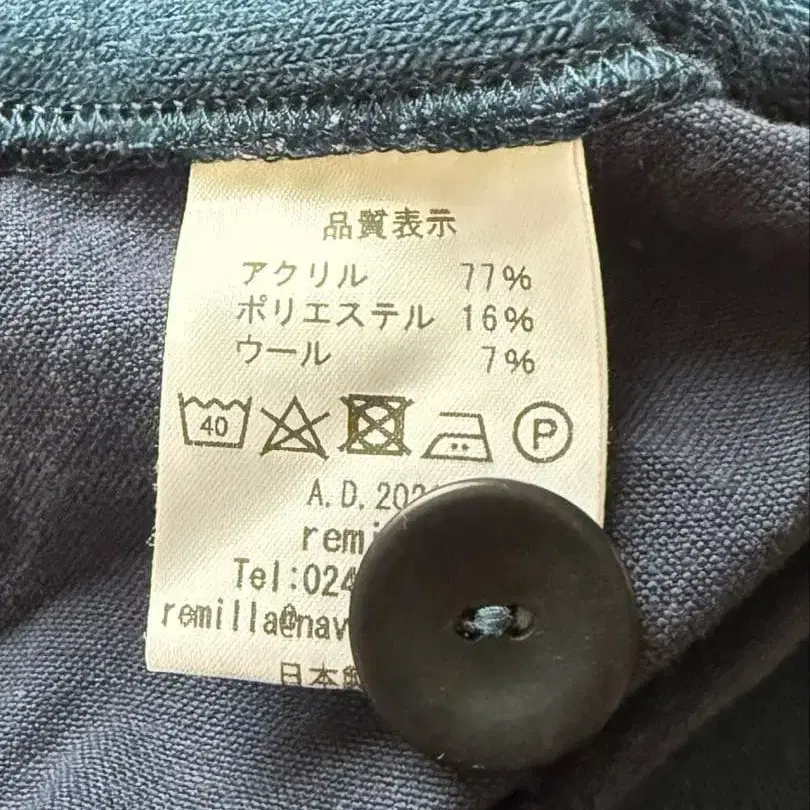 品質表示
アクリル 77%
ポリエステル 16%
ウール 7%
40 P
A.D.202
remi
Tel:024
remilla@nav
日本